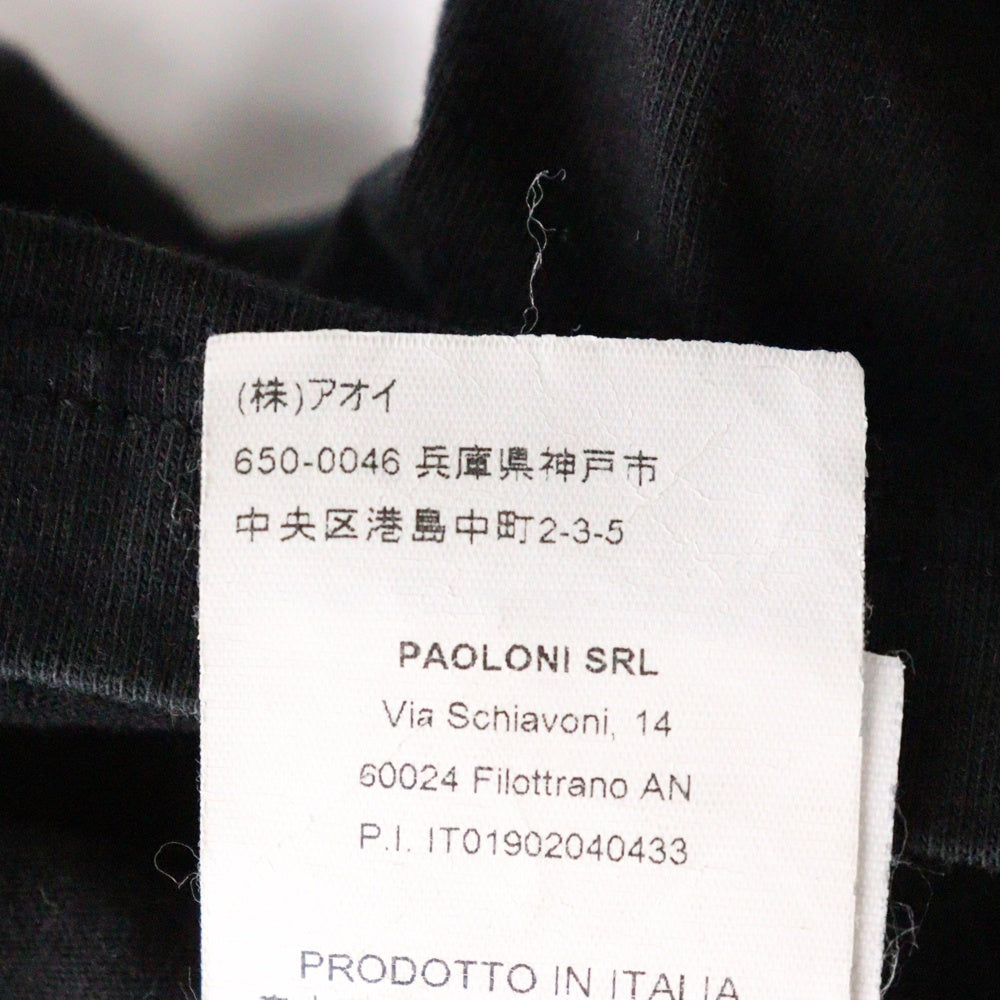 (株)アオイ
650-0046 兵庫県神戸市
中央区港島中町2-3-5
PAOLONI SRL
Via Schiavoni, 14
60024 Filottrano AN
P.I. IT01902040433
PRODOTTO IN ITALIA